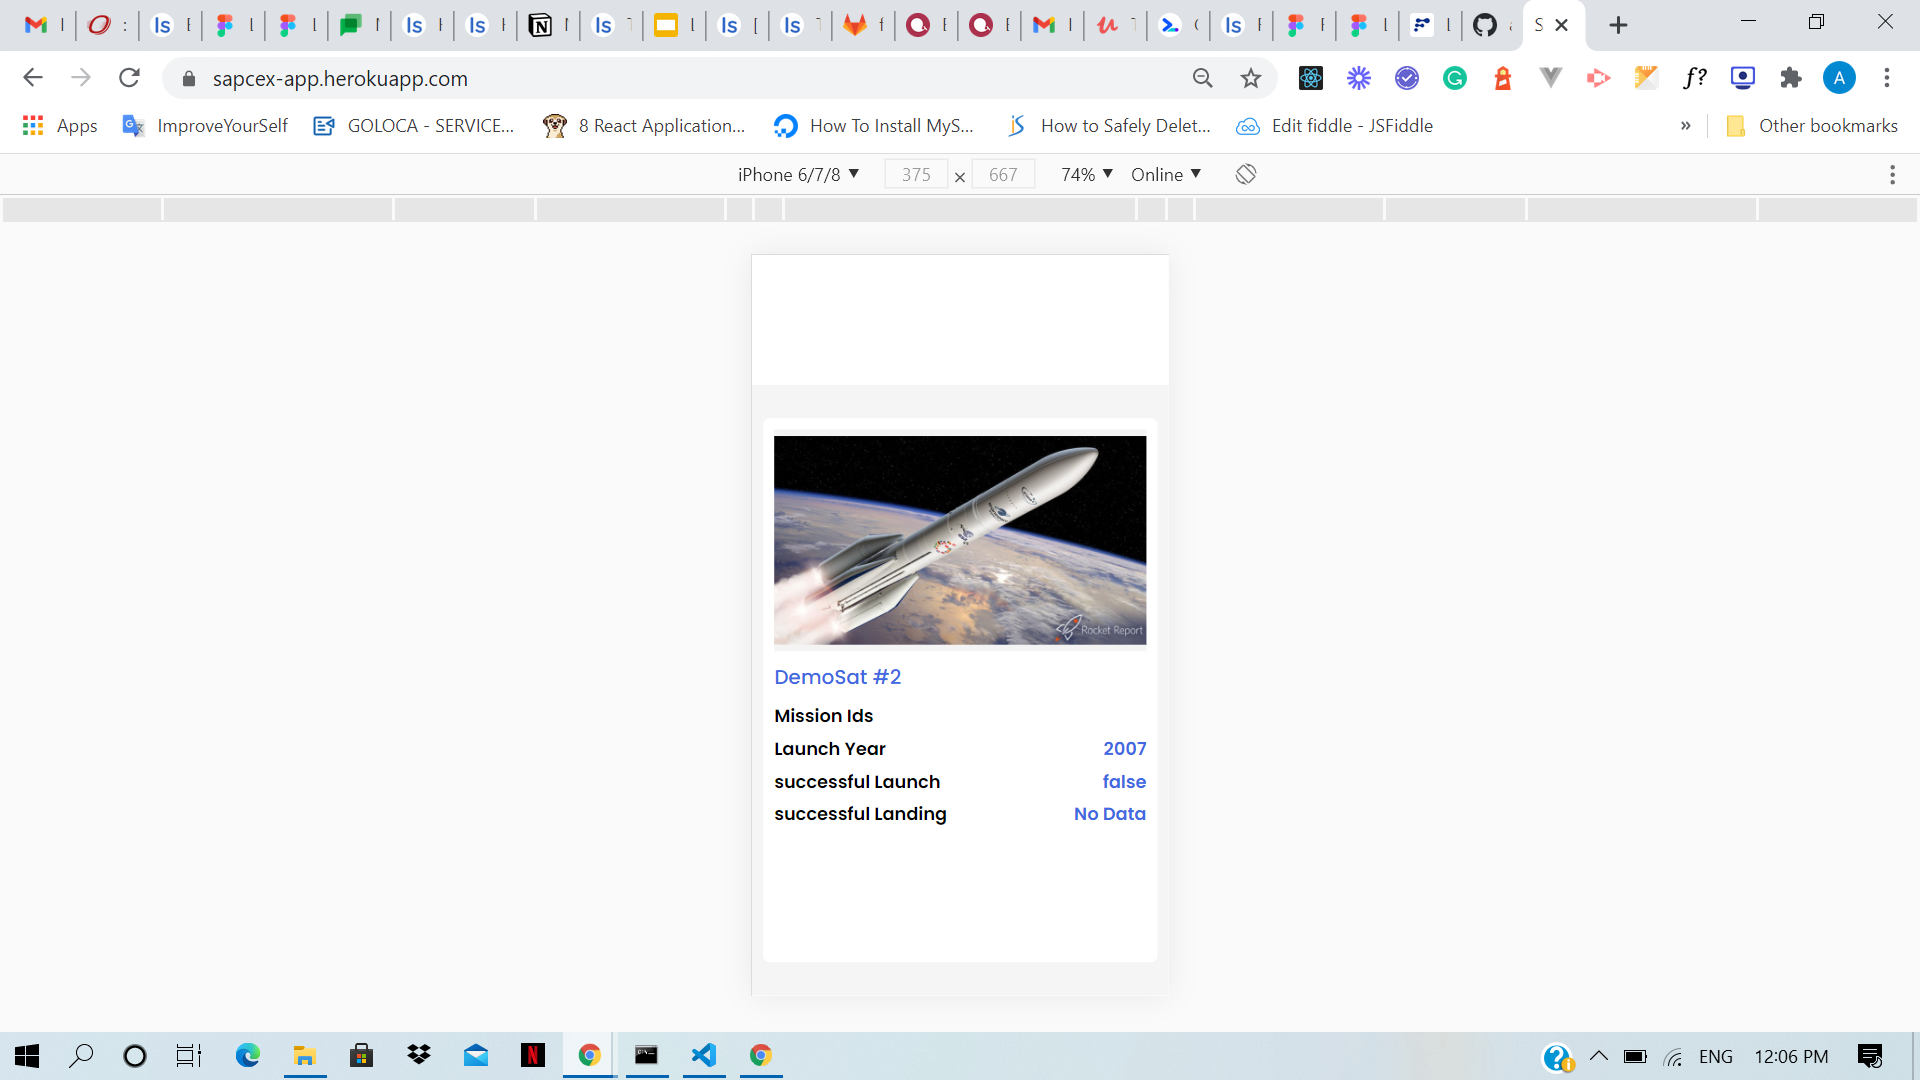 sapcex-app.herokuapp.com
A
Apps
ImproveYourSelf
GOLOCA - SERVICE...
8 React Application...
How To Install MyS...
How to Safely Delet...
Edit fiddle - JSFiddle
»
Other bookmarks
iPhone 6/7/8
375 × 667
74%
Online
Rocket Report
DemoSat #2
Mission Ids
Launch Year 2007
successful Launch false
successful Landing No Data
ENG
12:06 PM